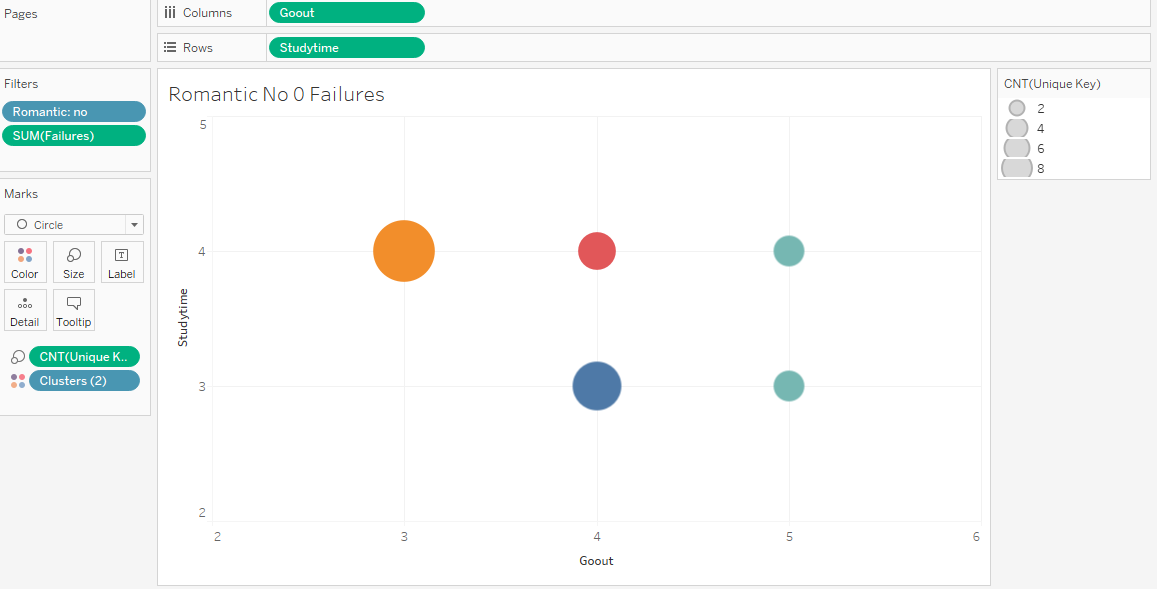 Pages
Columns
Goout
Rows
Studytime
Filters
Romantic: no
SUM(Failures)
Marks
Circle
Color
Size
Label
Detail
Tooltip
CNT(Unique K..
Clusters (2)
Romantic No 0 Failures
5
4
3
2
Studytime
2 3 4 5 6
Goout
CNT(Unique Key)
2
4
6
8